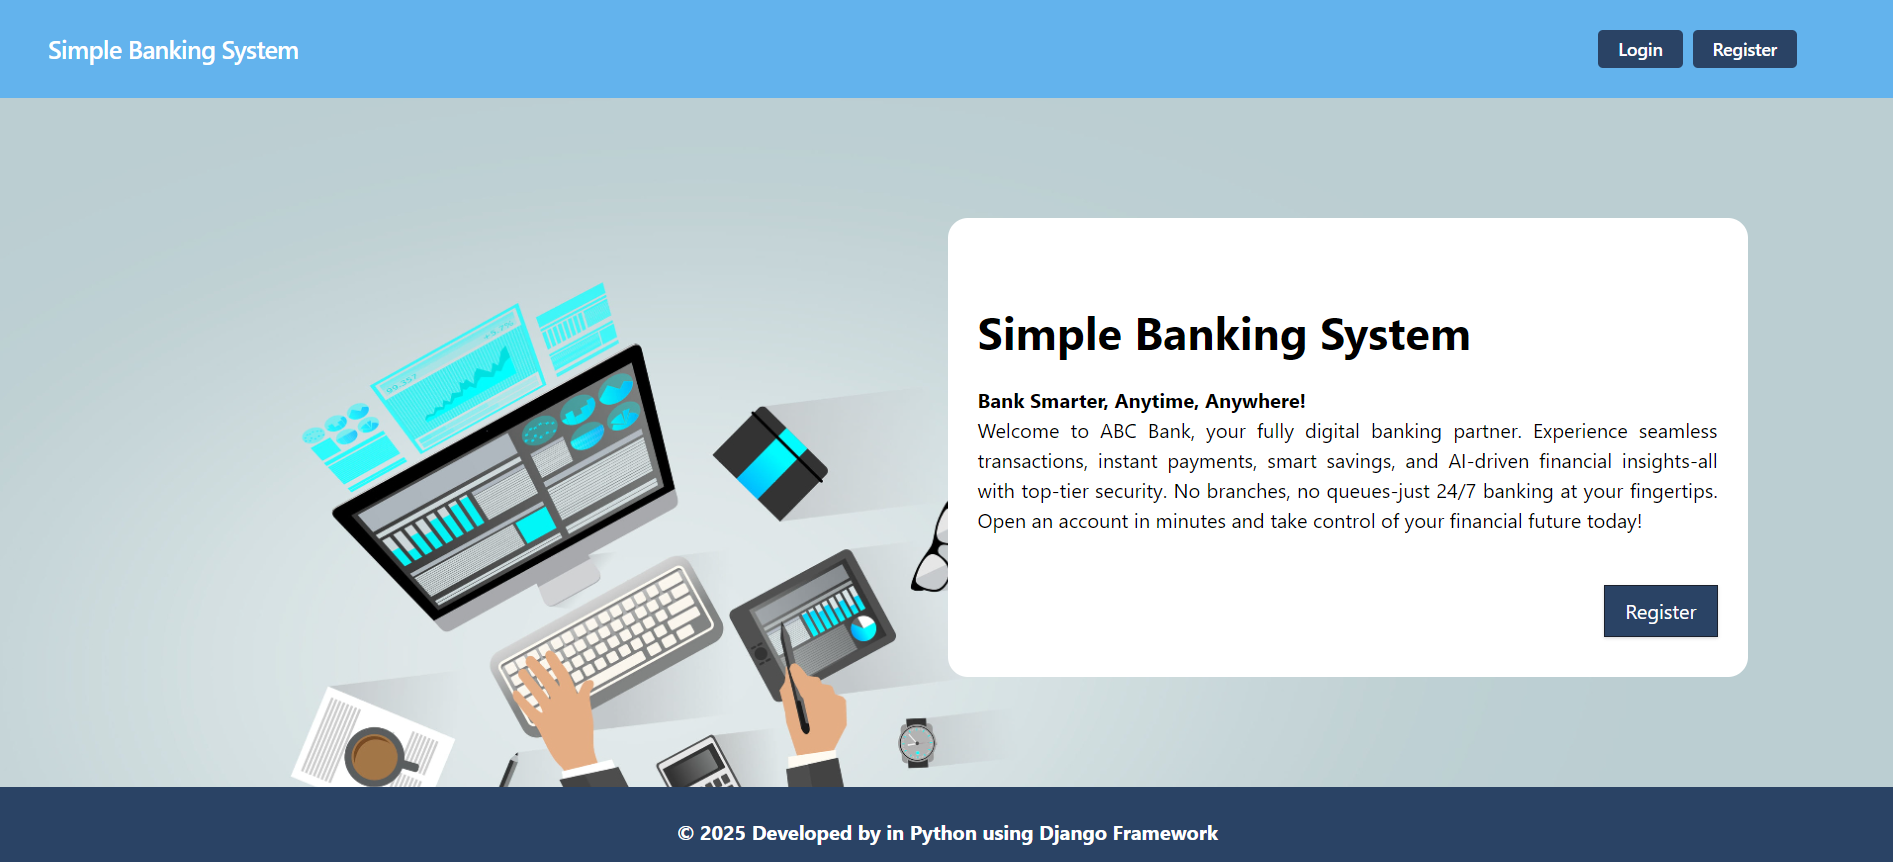 Simple Banking System
Login
Register
Simple Banking System
Bank Smarter, Anytime, Anywhere!
Welcome to ABC Bank, your fully digital banking partner. Experience seamless
transactions, instant payments, smart savings, and AI-driven financial insights-all
with top-tier security. No branches, no queues-just 24/7 banking at your fingertips.
Open an account in minutes and take control of your financial future today!
Register
© 2025 Developed by in Python using Django Framework